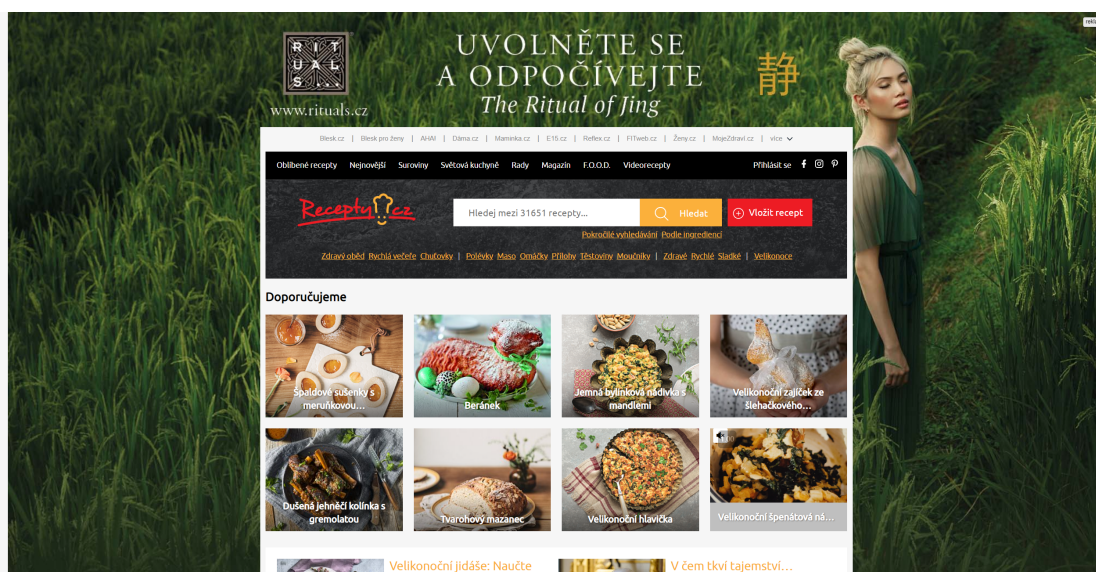 RITUALS...
www.rituals.cz
UVOLNĚTE SE
A ODPOČÍVEJTE
The Ritual of Jing
静
Blesk.cz | Blesk pro ženy | AHA! | Dáma.cz | Maminka.cz | E15.cz | Reflex.cz | FITweb.cz | Ženy.cz | MojeZdraví.cz | více
Oblíbené recepty Nejnovější Suroviny Světová kuchyně Rady Magazín F.O.O.D. Videorecepty Přihlásit se
Recepty.cz
Hledej mezi 31651 recepty...
Hledat
Vložit recept
Pokročilé vyhledávání Podle ingrediencí
Zdravý oběd Rychlá večeře Chuťovky | Polévky Maso Omáčky Přílohy Těstoviny Moučníky | Zdravé Rychlé Sladké | Velikonoce
Doporučujeme
Špaldové sušenky s
meruňkovou...
Beránek
Jemná bylinková nádivka s
mandlemi
Velikonoční zajíček ze
šlehačkového...
Dušená jehněčí kolínka s
gremolatou
Tvarohový mazanec
Velikonoční hlavička
Velikonoční špenátová ná...
Velikonoční jidáše: Naučte
V čem tkví tajemství...